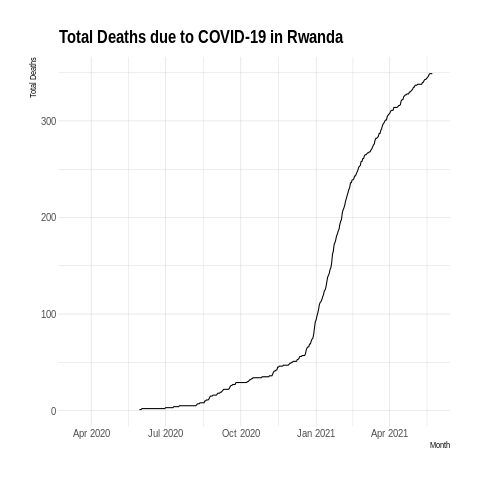 Total Deaths due to COVID-19 in Rwanda
Total Deaths
300
200
100
0
Apr 2020 Jul 2020 Oct 2020 Jan 2021 Apr 2021
Month